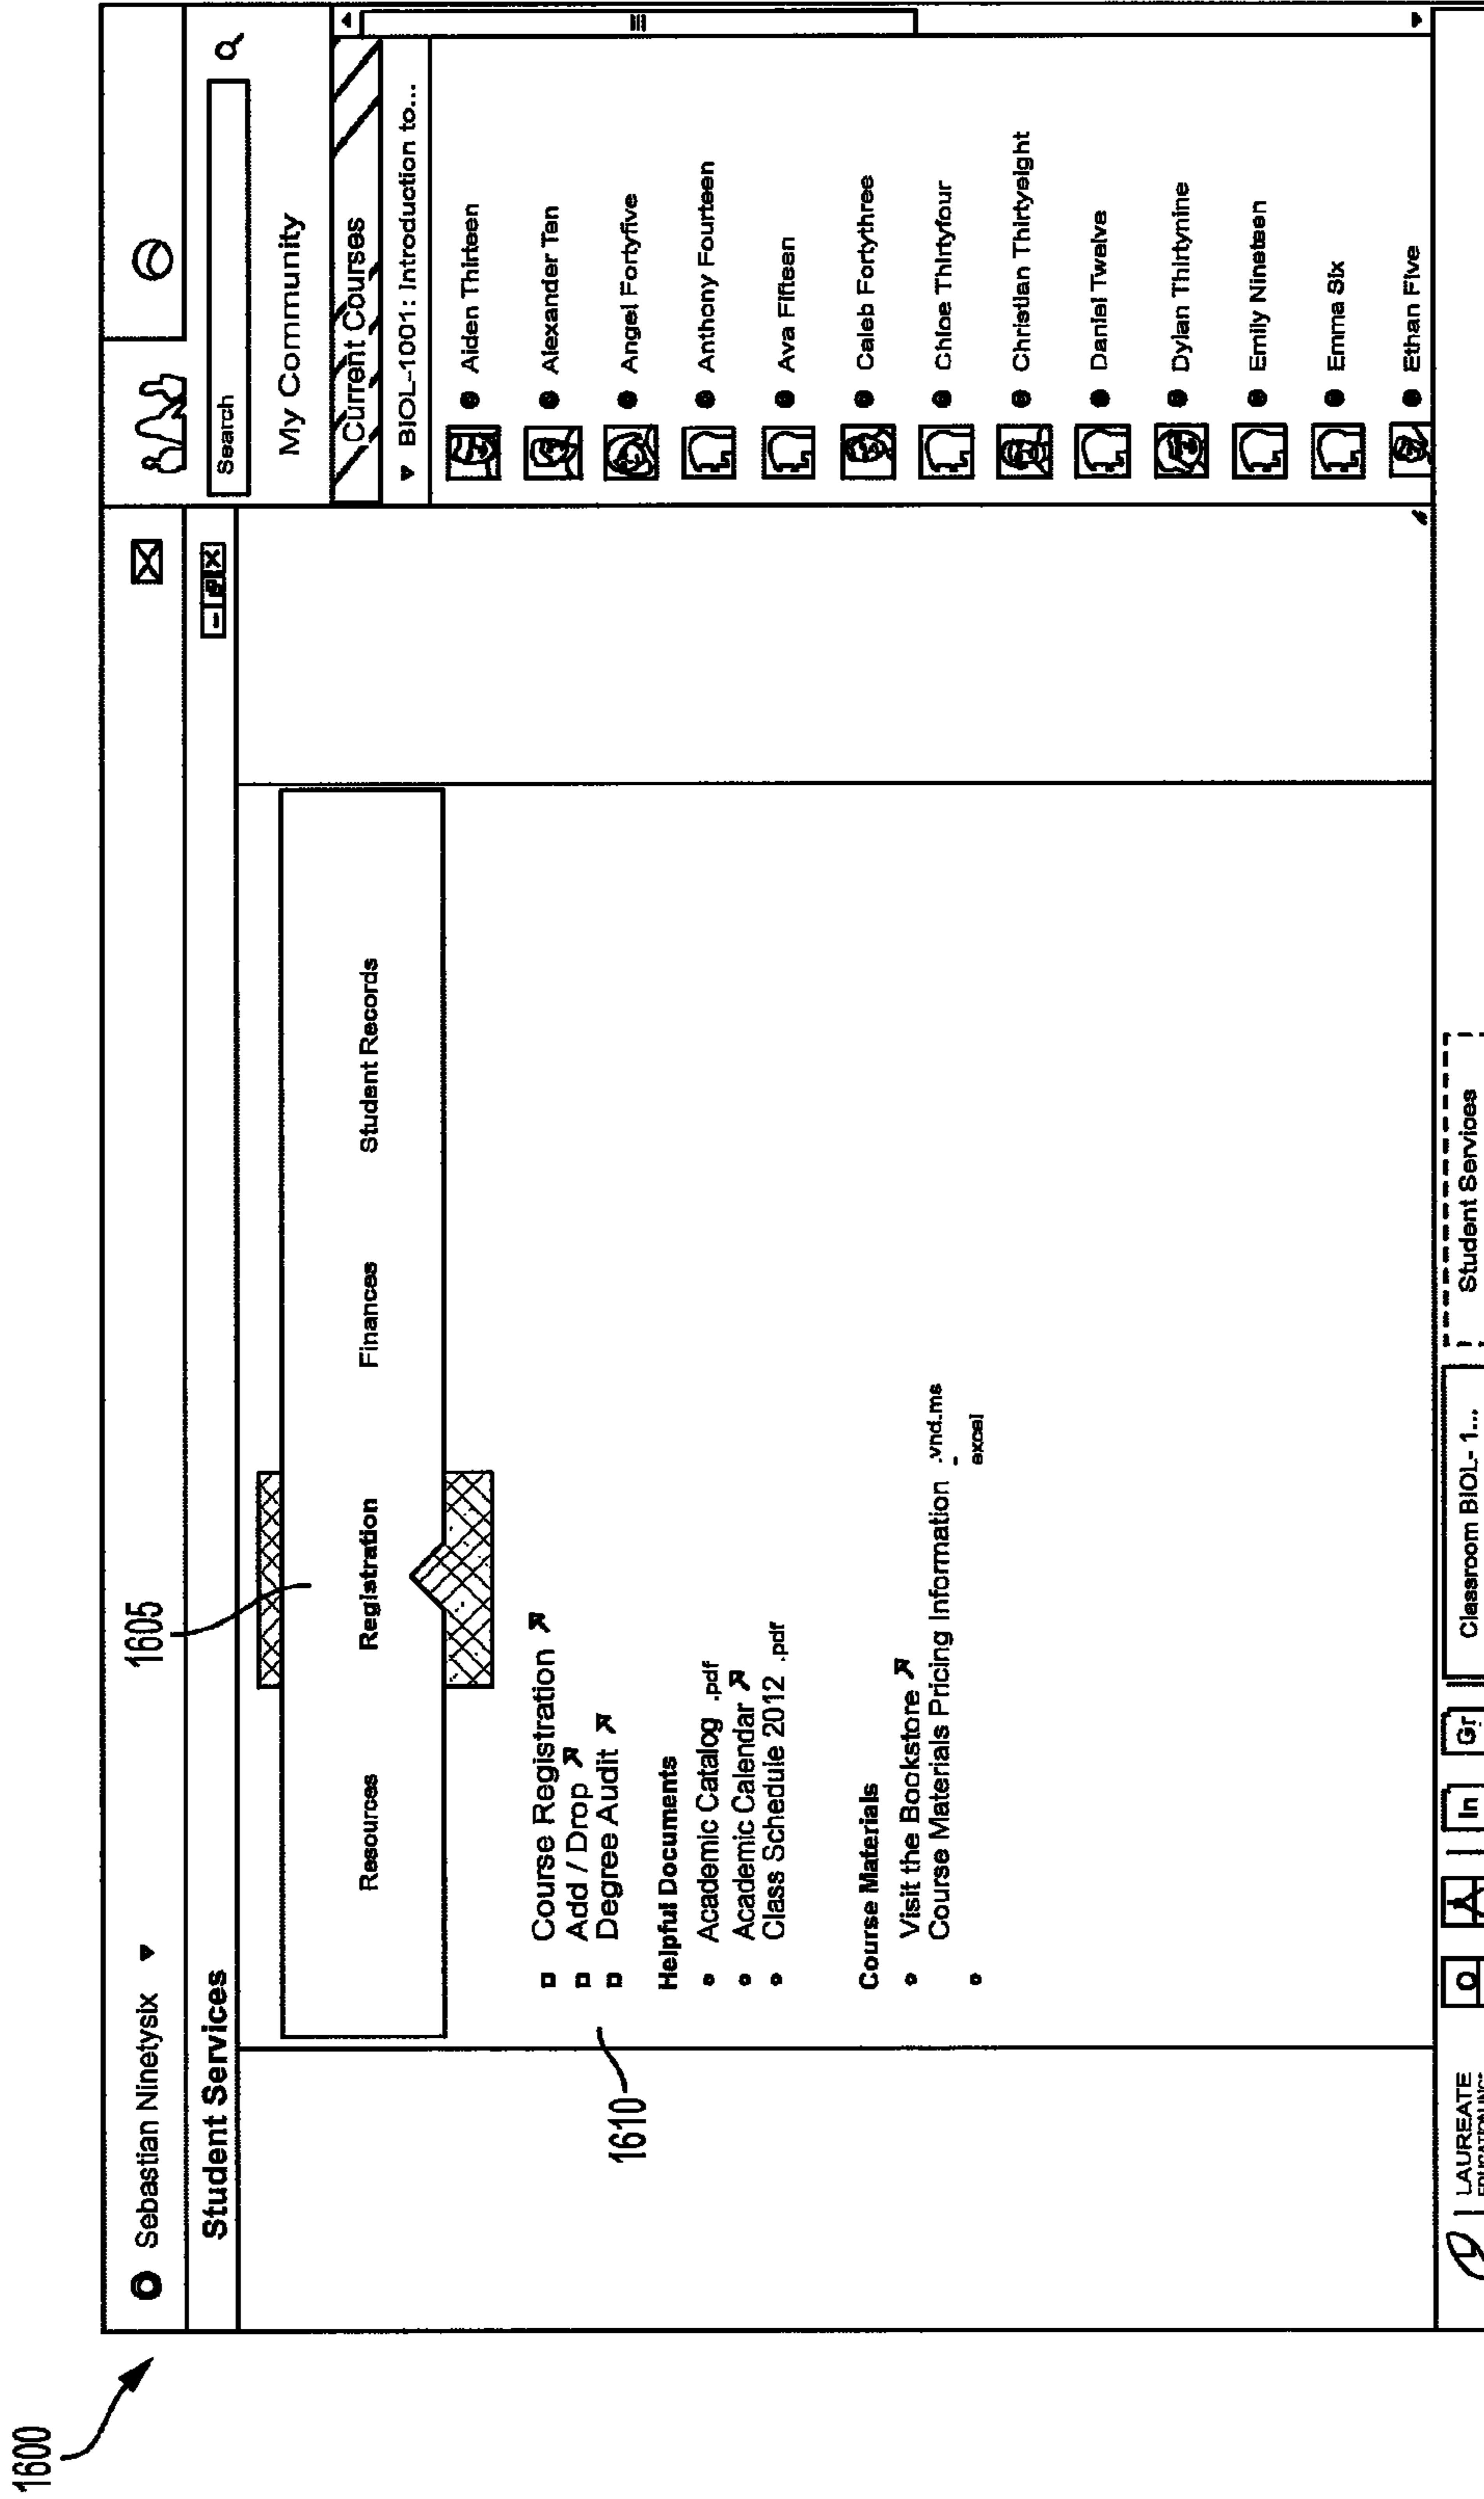 1600
Sebastian Ninetysix
1605
Student Services
Resources
Registration
Finances
Student Records
1610
Course Registration
Add / Drop
Degree Audit
Helpful Documents
Academic Catalog .pdf
Academic Calendar
Class Schedule 2012 .pdf
Course Materials
Visit the Bookstore
Course Materials Pricing Information .vnd.ms
-
excel
Search
My Community
Current Courses
BIOL-1001: Introduction to...
Aiden Thirteen
Alexander Ten
Angel Fortyfive
Anthony Fourteen
Ava Fifteen
Caleb Fortythree
Chloe Thirtyfour
Christian Thirtyeight
Daniel Twelve
Dylan Thirtynine
Emily Nineteen
Emma Six
Ethan Five
LAUREATE
In
Gr
Classroom BIOL-1...
Student Services